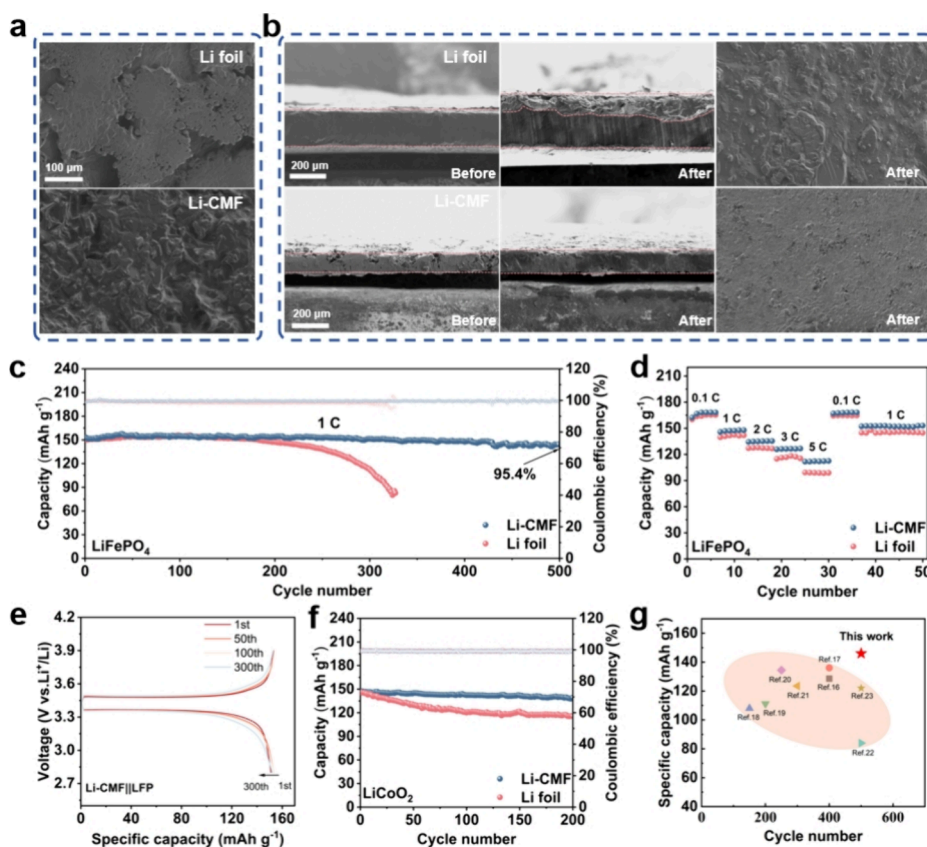 a
Li foil
100 μm
Li-CMF
b
Li foil
200 μm
Before
After
After
Li-CMF
200 μm
Before
After
After
c
Capacity (mAh g⁻¹)
240
210
180
150
120
90
60
30
0
1 C
95.4%
Li-CMF
Li foil
LiFePO₄
0 100 200 300 400 500
Cycle number
120
100
80
60
40
20
0
Coulombic efficiency (%)
d
Capacity (mAh g⁻¹)
210
180
150
120
90
60
30
0
0.1 C
1 C
2 C
3 C
5 C
0.1 C
1 C
Li-CMF
Li foil
LiFePO₄
0 10 20 30 40 50
Cycle number
e
Voltage (V vs.Li⁺/Li)
4.2
3.9
3.6
3.3
3.0
2.7
1st
50th
100th
300th
300th
1st
Li-CMF||LFP
0 40 80 120 160
Specific capacity (mAh g⁻¹)
f
Capacity (mAh g⁻¹)
240
210
180
150
120
90
60
30
0
Li-CMF
Li foil
LiCoO₂
0 50 100 150 200
Cycle number
120
100
80
60
40
20
0
Coulombic efficiency (%)
g
Specific capacity (mAh g⁻¹)
160
140
120
100
80
60
40
This work
Ref.17
Ref.20
Ref.16
Ref.21
Ref.23
Ref.18
Ref.19
Ref.22
0 200 400 600
Cycle number